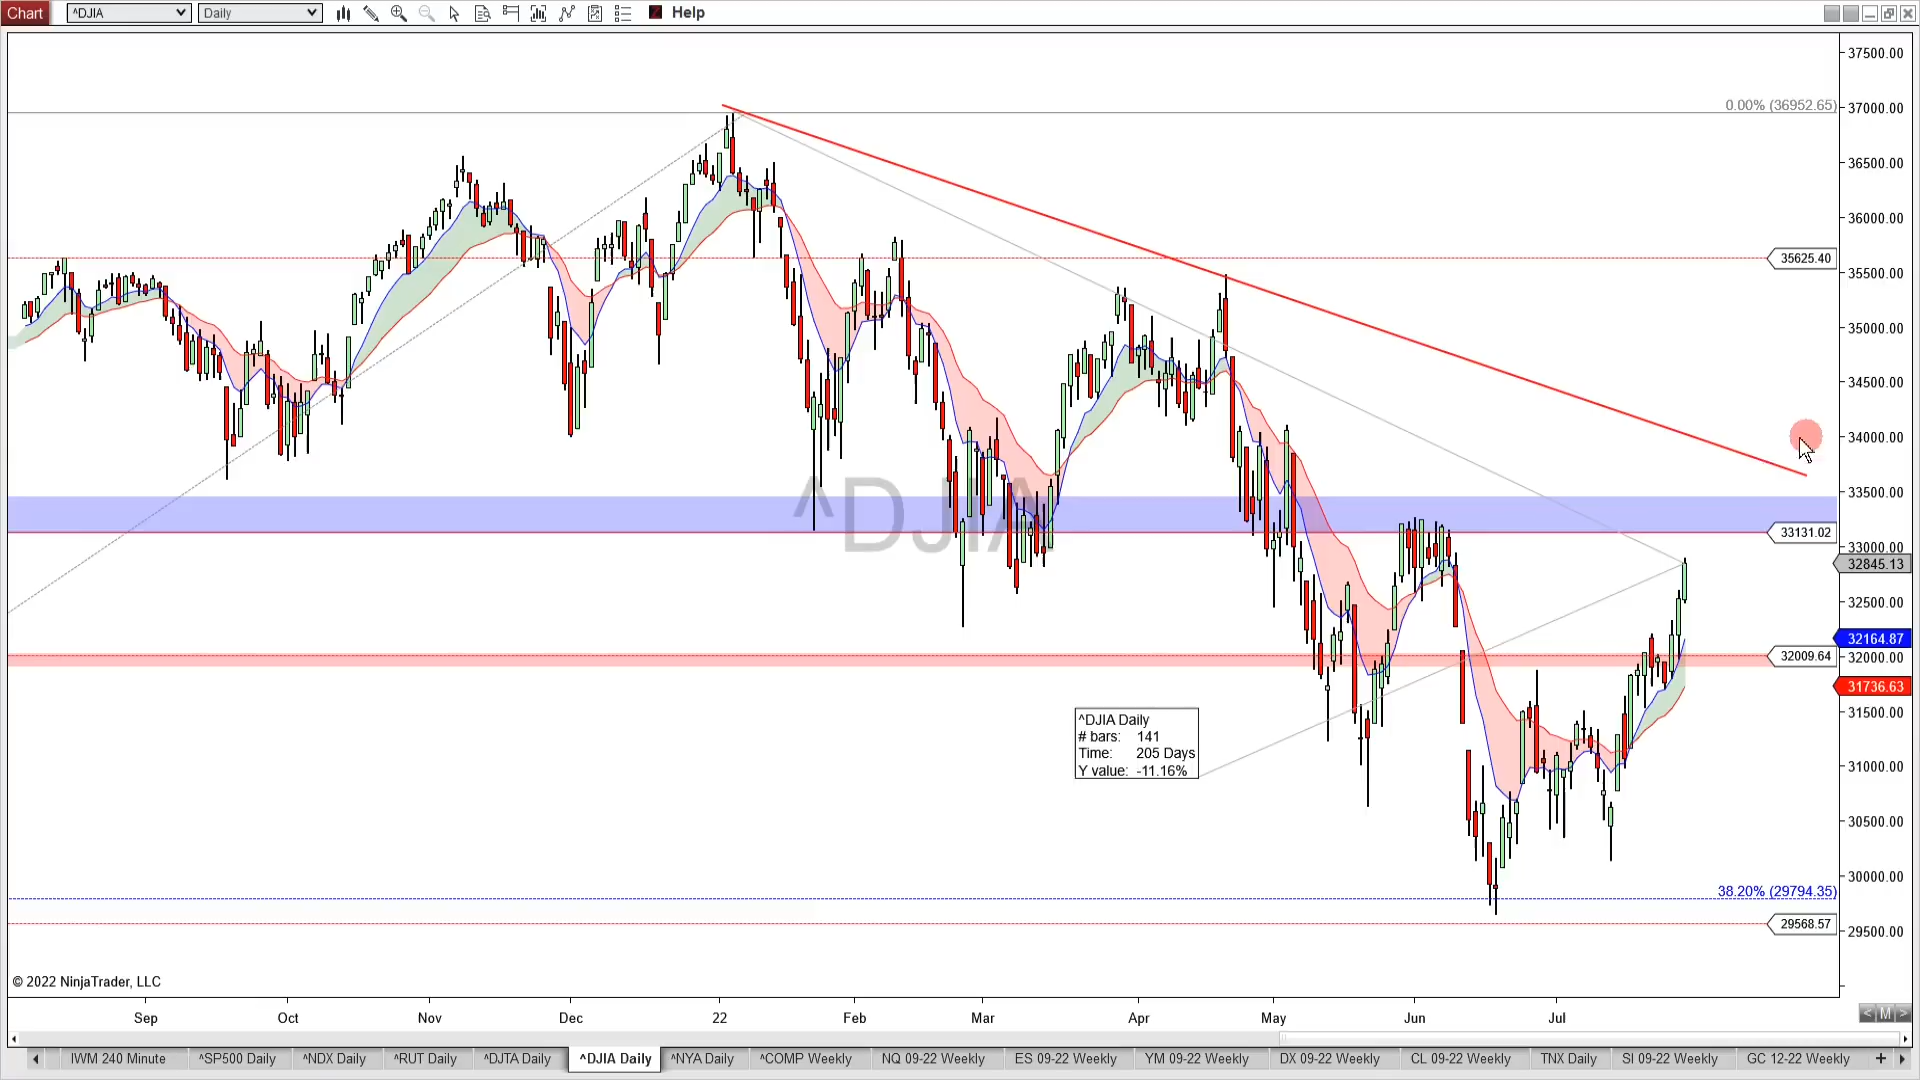 Chart ^DJIA Daily Help
37500.00
0.00% (36952.65) 37000.00
36500.00
36000.00
35625.40
35500.00
35000.00
34500.00
34000.00
33500.00
^DJIA
33131.02
33000.00
32845.13
32500.00
32164.87
32009.64
32000.00
31736.63
31500.00
^DJIA Daily
# bars: 141
Time: 205 Days
Y value: -11.16%
31000.00
30500.00
30000.00
38.20% (29794.35)
29568.57
29500.00
© 2022 NinjaTrader, LLC
Sep Oct Nov Dec 22 Feb Mar Apr May Jun Jul
< M >
IWM 240 Minute ^SP500 Daily ^NDX Daily ^RUT Daily ^DJTA Daily ^DJIA Daily ^NYA Daily ^COMP Weekly NQ 09-22 Weekly ES 09-22 Weekly YM 09-22 Weekly DX 09-22 Weekly CL 09-22 Weekly TNX Daily SI 09-22 Weekly GC 12-22 Weekly +